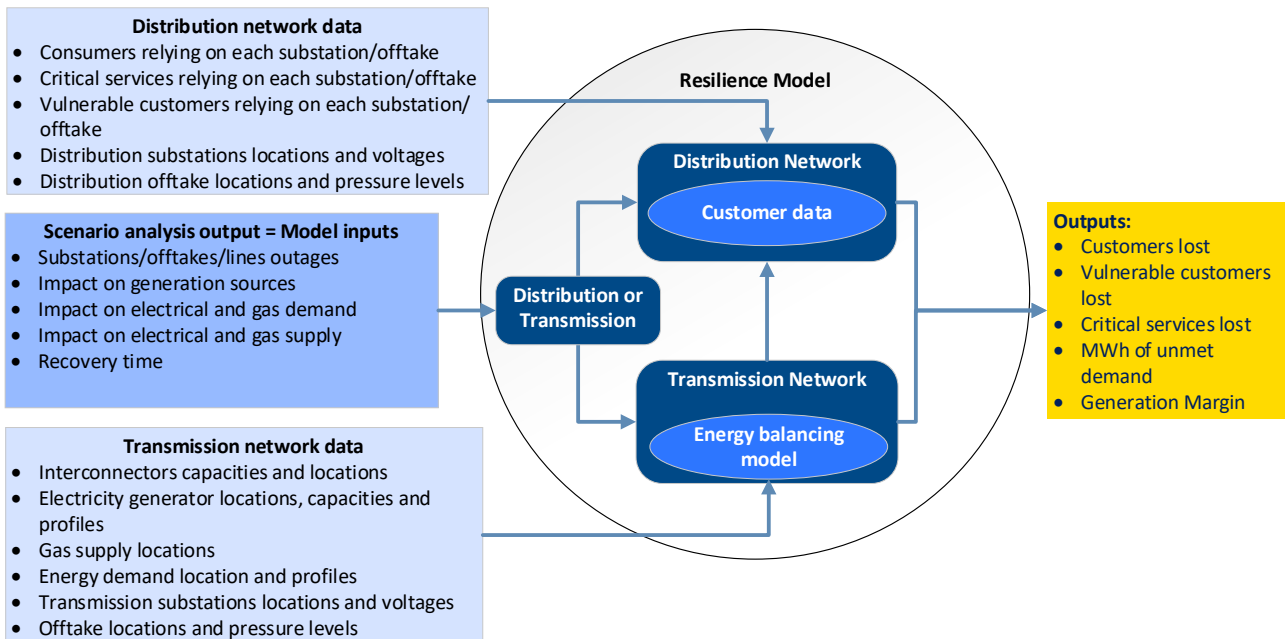 Distribution network data
• Consumers relying on each substation/offtake
• Critical services relying on each substation/offtake
• Vulnerable customers relying on each substation/
offtake
• Distribution substations locations and voltages
• Distribution offtake locations and pressure levels
Scenario analysis output = Model inputs
• Substations/offtakes/lines outages
• Impact on generation sources
• Impact on electrical and gas demand
• Impact on electrical and gas supply
• Recovery time
Transmission network data
• Interconnectors capacities and locations
• Electricity generator locations, capacities and
profiles
• Gas supply locations
• Energy demand location and profiles
• Transmission substations locations and voltages
• Offtake locations and pressure levels
Resilience Model
Distribution Network
Customer data
Distribution or
Transmission
Transmission Network
Energy balancing
model
Outputs:
• Customers lost
• Vulnerable customers
lost
• Critical services lost
• MWh of unmet
demand
• Generation Margin